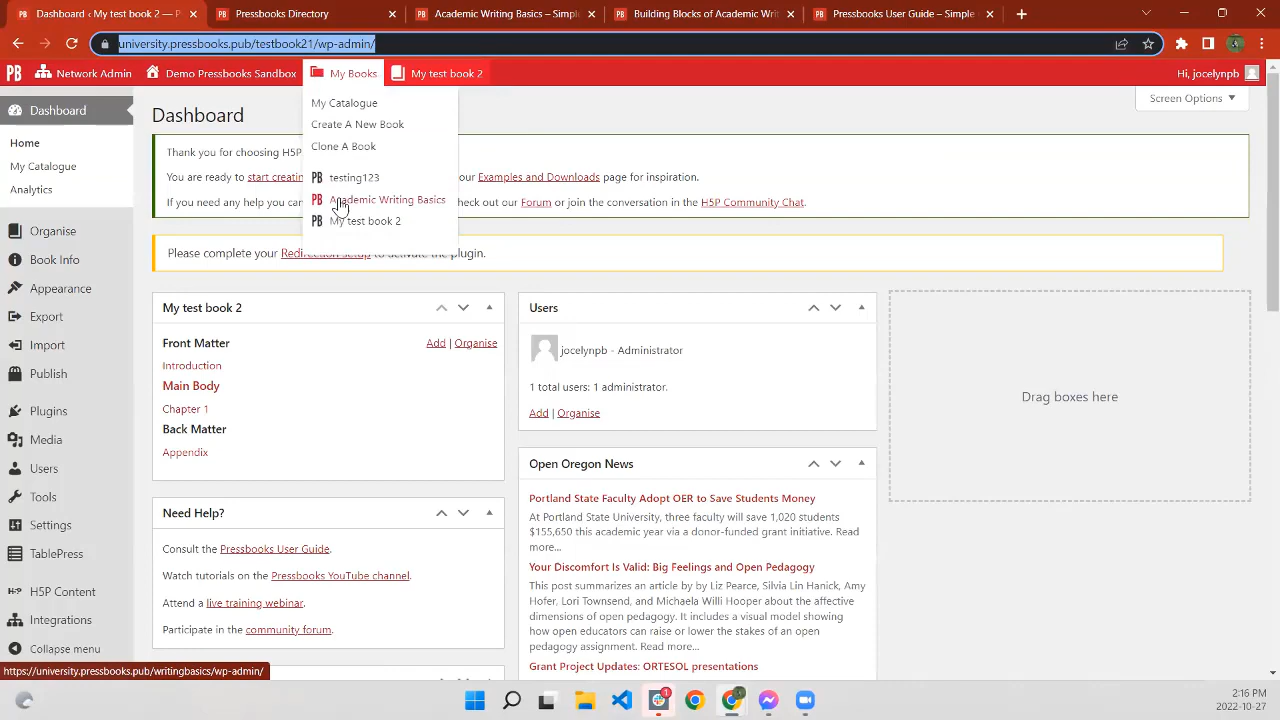 Dashboard ‹ My test book 2 —
Pressbooks Directory
Academic Writing Basics – Simpl
Building Blocks of Academic Wri
Pressbooks User Guide – Simple
university.pressbooks.pub/testbook21/wp-admin/
PB Network Admin Demo Pressbooks Sandbox My Books My test book 2 Hi, jocelynpb
Dashboard
Home
My Catalogue
Analytics
Organise
Book Info
Appearance
Export
Import
Publish
Plugins
Media
Users
Tools
Settings
TablePress
H5P Content
Integrations
Collapse menu
My Catalogue
Create A New Book
Clone A Book
PB testing123
PB Academic Writing Basics
PB My test book 2
Dashboard
Screen Options
Thank you for choosing H5P
You are ready to start creatin our Examples and Downloads page for inspiration.
If you need any help you can check out our Forum or join the conversation in the H5P Community Chat.
Please complete your Redirection setup to activate the plugin.
My test book 2
Front Matter Add | Organise
Introduction
Main Body
Chapter 1
Back Matter
Appendix
Need Help?
Consult the Pressbooks User Guide.
Watch tutorials on the Pressbooks YouTube channel.
Attend a live training webinar.
Participate in the community forum.
Users
jocelynpb - Administrator
1 total users: 1 administrator.
Add | Organise
Open Oregon News
Portland State Faculty Adopt OER to Save Students Money
At Portland State University, three faculty will save 1,020 students
$155,650 this academic year via a donor-funded grant initiative. Read
more...
Your Discomfort Is Valid: Big Feelings and Open Pedagogy
This post summarizes an article by by Liz Pearce, Silvia Lin Hanick, Amy
Hofer, Lori Townsend, and Michaela Willi Hooper about the affective
dimensions of open pedagogy. It includes a visual model showing
how open educators can raise or lower the stakes of an open
pedagogy assignment. Read more...
Grant Project Updates: ORTESOL presentations
Drag boxes here
https://university.pressbooks.pub/writingbasics/wp-admin/
1
2:16 PM
2022-10-27